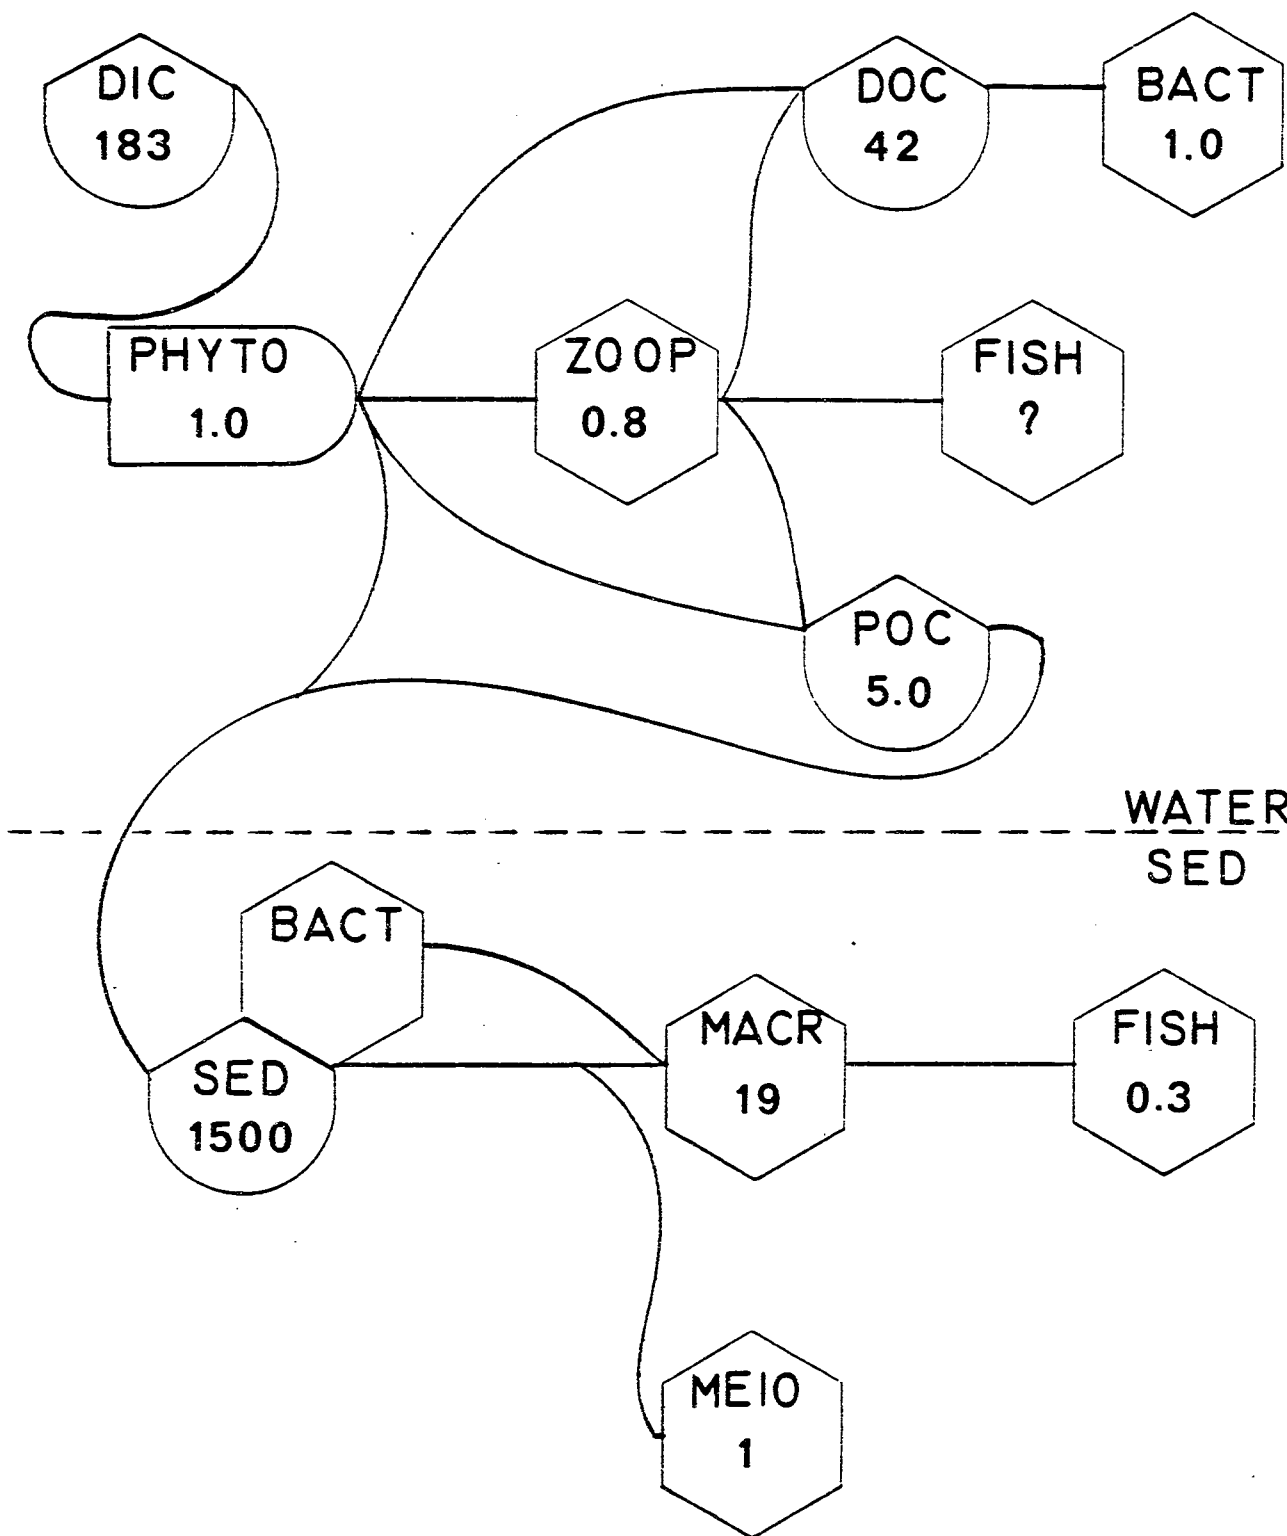 DIC
183
DOC
42
BACT
1.0
PHYTO
1.0
ZOOP
0.8
FISH
?
POC
5.0
WATER
SED
BACT
SED
1500
MACR
19
FISH
0.3
MEIO
1